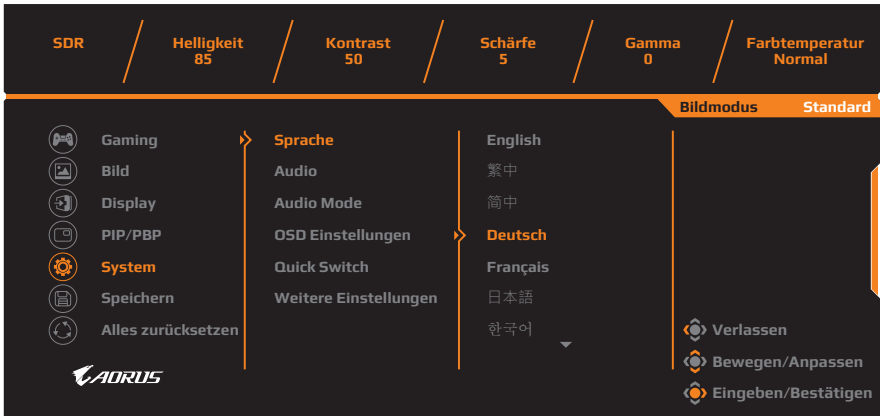 SDR
Helligkeit
85
Kontrast
50
Schärfe
5
Gamma
0
Farbtemperatur
Normal
Bildmodus Standard
Gaming
Bild
Display
PIP/PBP
System
Speichern
Alles zurücksetzen
Sprache
Audio
Audio Mode
OSD Einstellungen
Quick Switch
Weitere Einstellungen
English
繁中
简中
Deutsch
Français
日本語
한국어
Verlassen
Bewegen/Anpassen
Eingeben/Bestätigen
AORUS